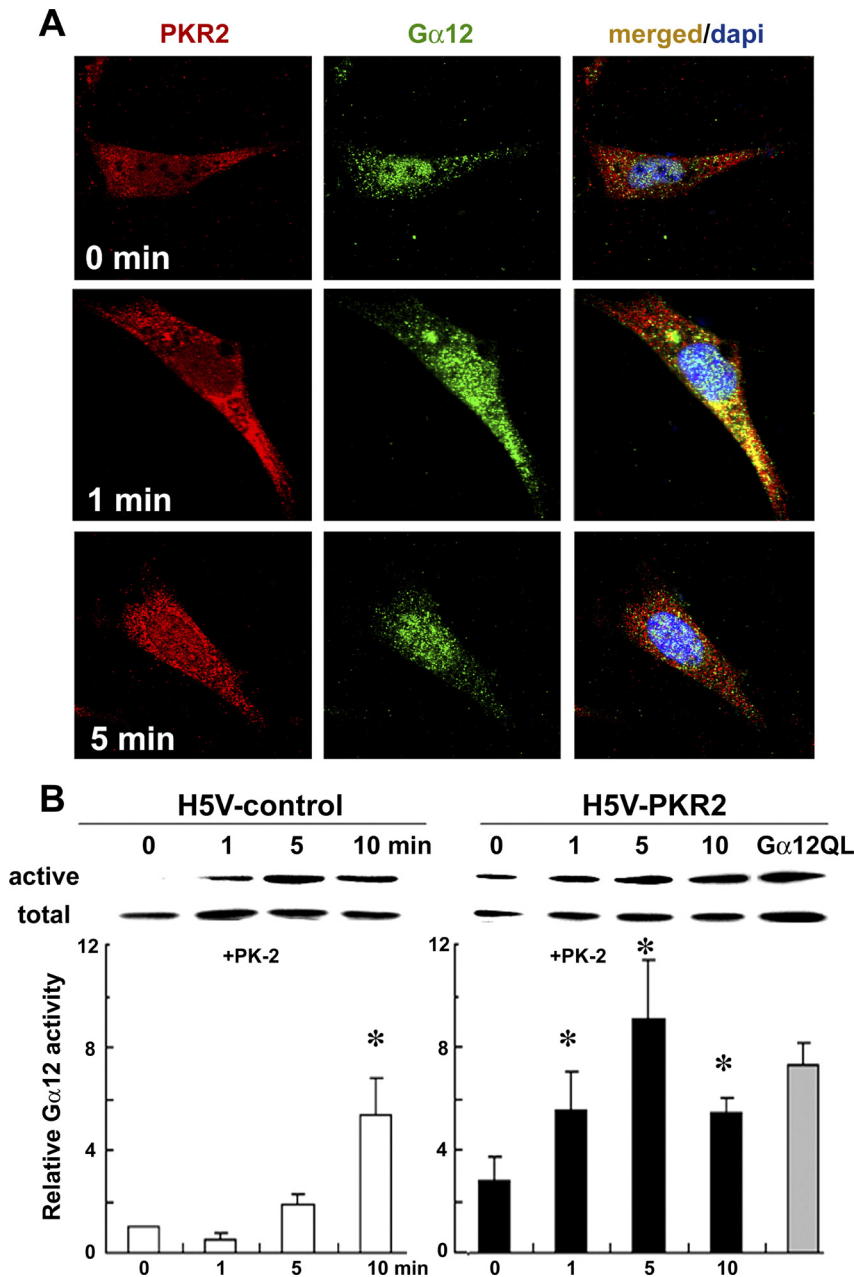 A
PKR2 Gα12 merged/dapi
0 min
1 min
5 min
B
H5V-control H5V-PKR2
0 1 5 10 min 0 1 5 10 Gα12QL
active
total
Relative Gα12 activity
12 12
+PK-2 +PK-2
* * * *
8 8
4 4
0 0
0 1 5 10 min 0 1 5 10